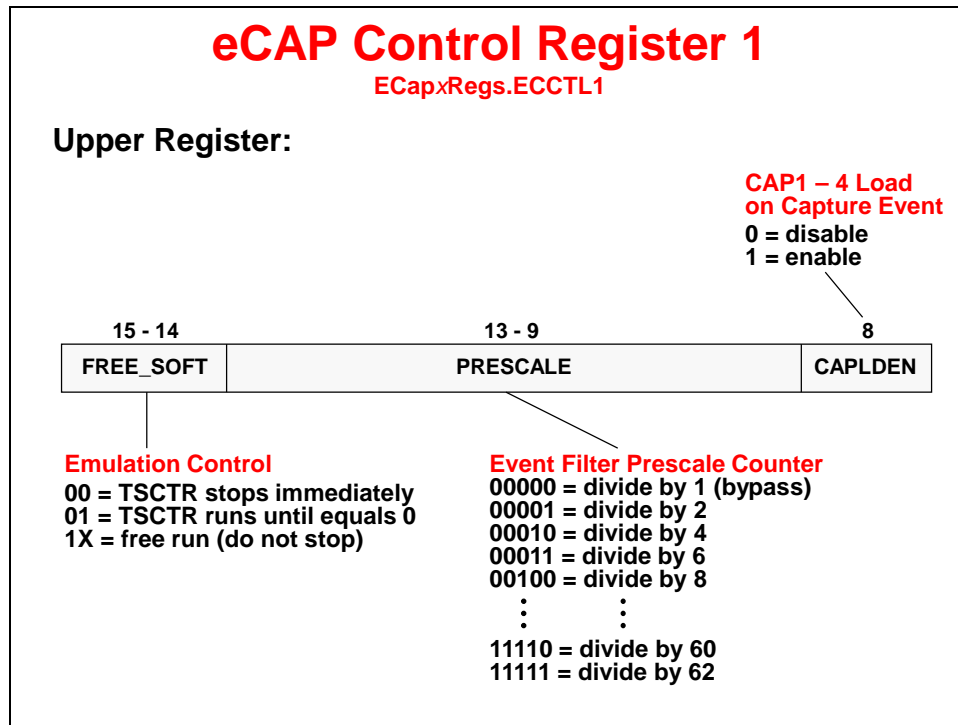 eCAP Control Register 1
ECapxRegs.ECCTL1
Upper Register:
CAP1 – 4 Load
on Capture Event
0 = disable
1 = enable
15 - 14
13 - 9
8
FREE_SOFT
PRESCALE
CAPLDEN
Emulation Control
00 = TSCTR stops immediately
01 = TSCTR runs until equals 0
1X = free run (do not stop)
Event Filter Prescale Counter
00000 = divide by 1 (bypass)
00001 = divide by 2
00010 = divide by 4
00011 = divide by 6
00100 = divide by 8
11110 = divide by 60
11111 = divide by 62